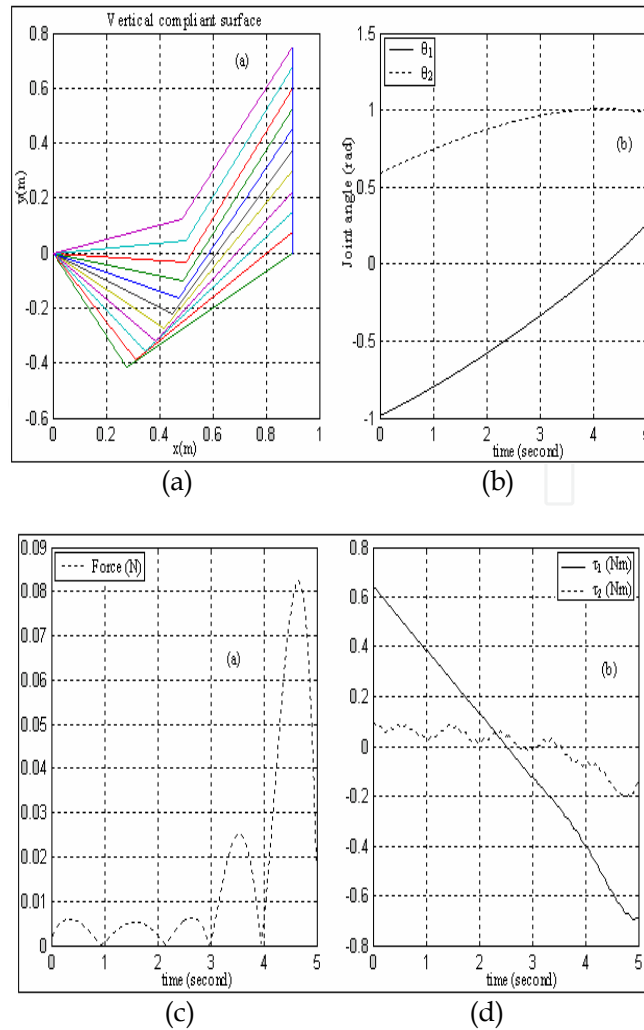 Vertical compliant surface
0.8
0.6
0.4
0.2
0
-0.2
-0.4
-0.6
y(m)
(a)
0
0.2
0.4
0.6
0.8
1
x(m)
1.5
1
0.5
0
-0.5
-1
Joint angle (rad)
θ1
θ2
(b)
0
1
2
3
4
5
time (second)
(a)
(b)
0.09
0.08
0.07
0.06
0.05
0.04
0.03
0.02
0.01
0
Force (N)
(a)
0
1
2
3
4
5
time (second)
0.8
0.6
0.4
0.2
0
-0.2
-0.4
-0.6
-0.8
τ1 (Nm)
τ2 (Nm)
(b)
0
1
2
3
4
5
time (second)
(c)
(d)